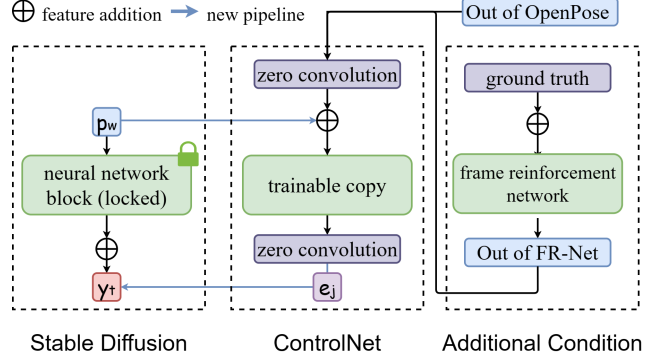 feature addition
new pipeline
Out of OpenPose
zero convolution
ground truth
pw
neural network
block (locked)
trainable copy
frame reinforcement
network
zero convolution
Out of FR-Net
yt
ej
Stable Diffusion
ControlNet
Additional Condition